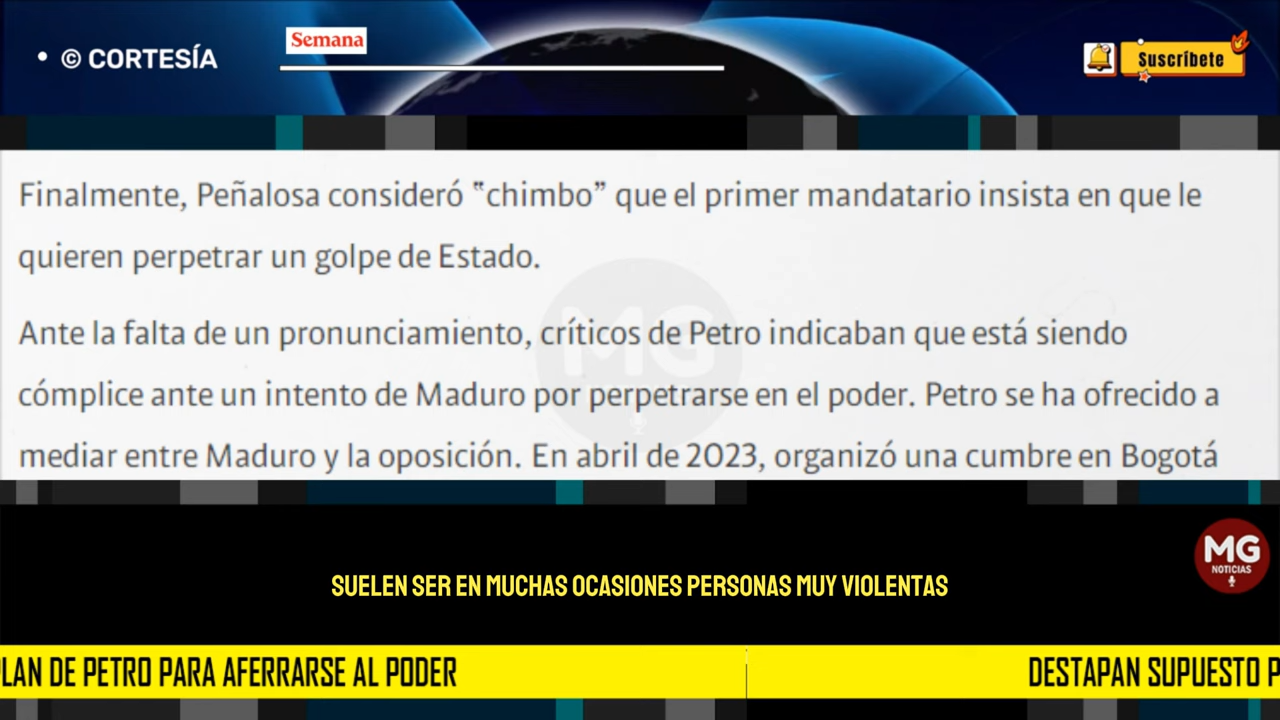 • © CORTESÍA
Semana
Suscríbete
Finalmente, Peñalosa consideró “chimbo” que el primer mandatario insista en que le
quieren perpetrar un golpe de Estado.
Ante la falta de un pronunciamiento, críticos de Petro indicaban que está siendo
cómplice ante un intento de Maduro por perpetrarse en el poder. Petro se ha ofrecido a
mediar entre Maduro y la oposición. En abril de 2023, organizó una cumbre en Bogotá
MG
MG
NOTICIAS
SUELEN SER EN MUCHAS OCASIONES PERSONAS MUY VIOLENTAS
LAN DE PETRO PARA AFERRARSE AL PODER
DESTAPAN SUPUESTO P